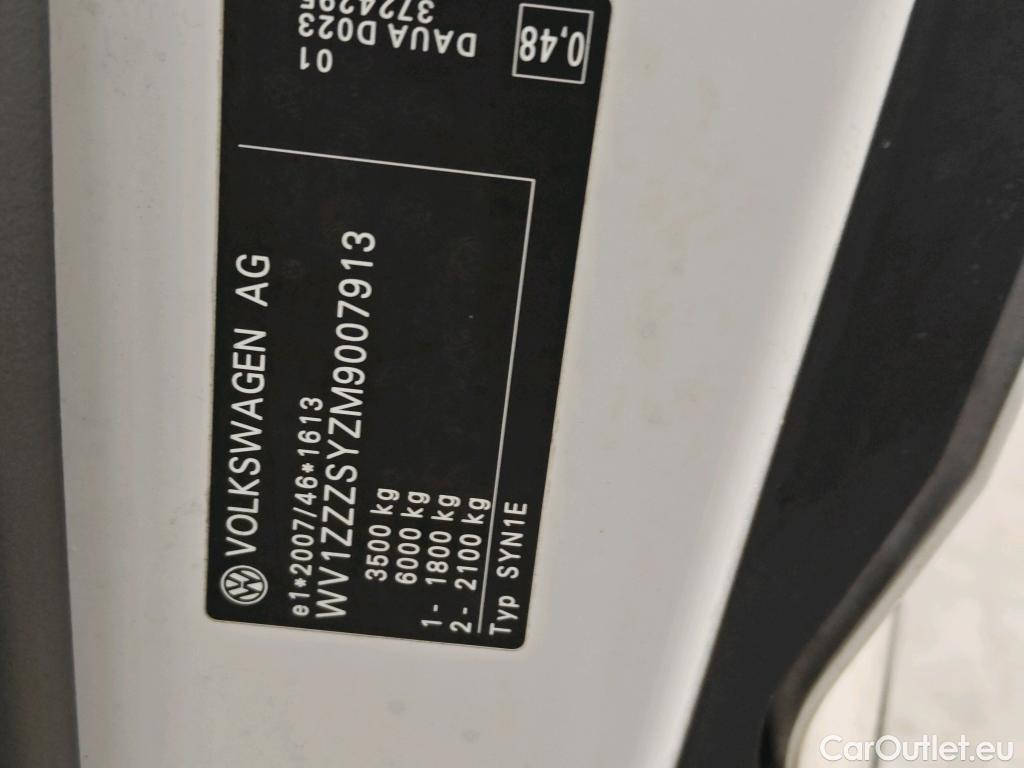 VOLKSWAGEN AG
e1*2007/46*1613
WV1ZZZSYZM9007913
3500 kg
6000 kg
1- 1800 kg
2- 2100 kg
Typ SYN1E
01
DAUA D023
3724295
0,48
CarOutlet.eu